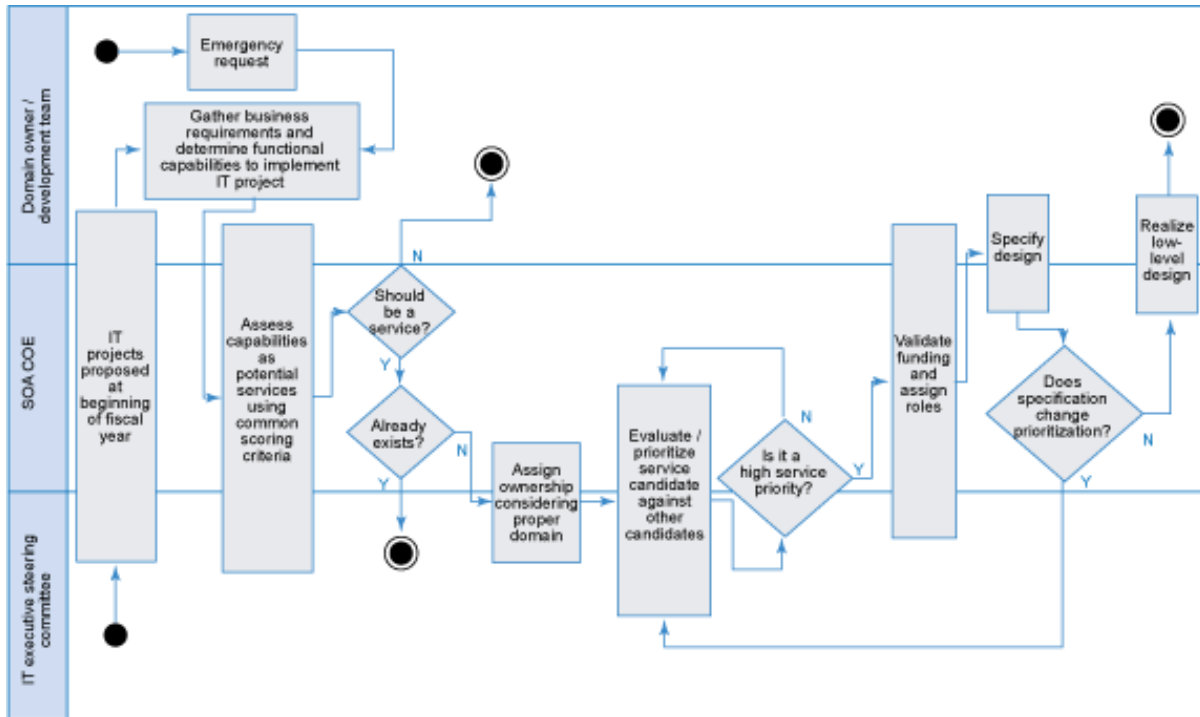 Domain owner /
development team
SOA COE
IT executive steering
committee
Emergency
request
Gather business
requirements and
determine functional
capabilities to implement
IT project
IT
projects
proposed
at
beginning
of fiscal
year
Assess
capabilities
as
potential
services
using
common
scoring
criteria
Should
be a
service?
N
Y
Already
exists?
N
Y
Assign
ownership
considering
proper
domain
Evaluate /
prioritize
service
candidate
against
other
candidates
Is it a
high service
priority?
N
Y
Validate
funding
and
assign
roles
Specify
design
Does
specification
change
prioritization?
N
Y
Realize
low-
level
design